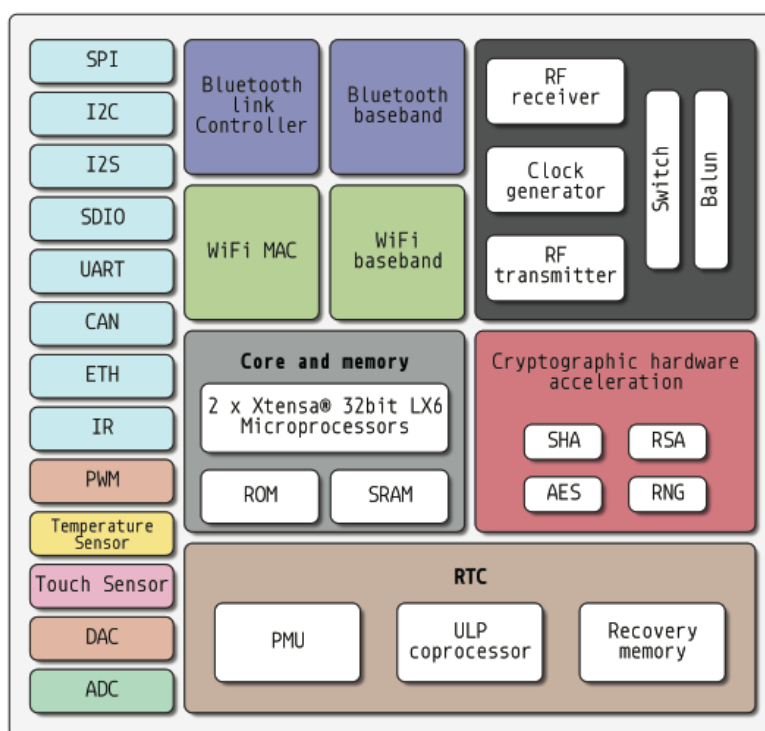 SPI
I2C
I2S
SDIO
UART
CAN
ETH
IR
PWM
Temperature
Sensor
Touch Sensor
DAC
ADC
Bluetooth
link
Controller
Bluetooth
baseband
WiFi MAC
WiFi
baseband
RF
receiver
Clock
generator
RF
transmitter
Switch
Balun
Core and memory
2 x Xtensa® 32bit LX6
Microprocessors
ROM
SRAM
Cryptographic hardware
acceleration
SHA
RSA
AES
RNG
RTC
PMU
ULP
coprocessor
Recovery
memory